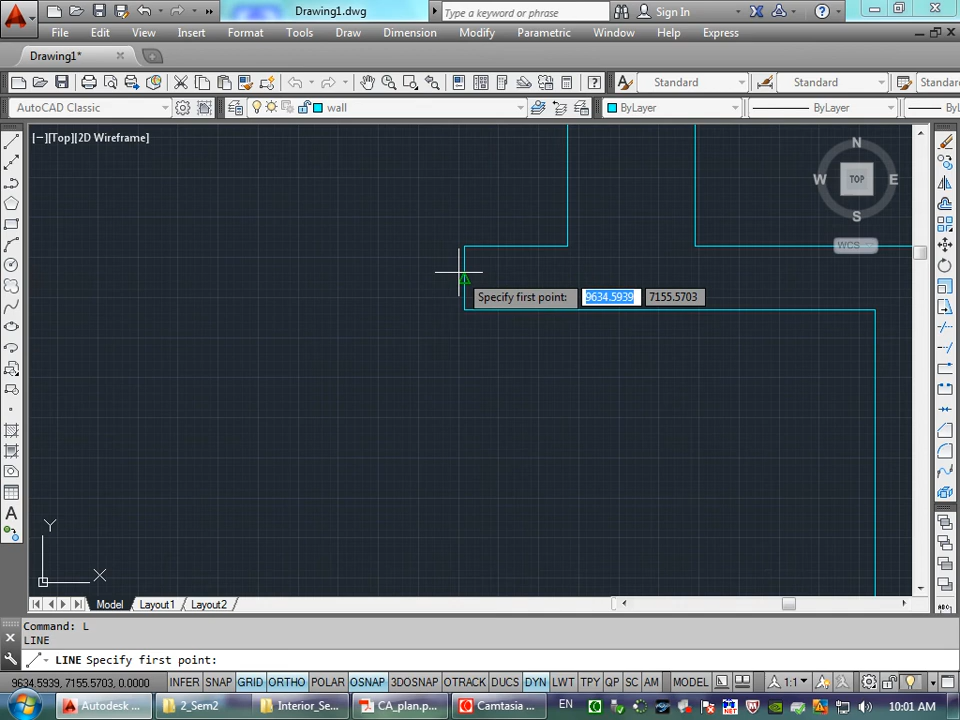 Drawing1.dwg
Type a keyword or phrase
Sign In
File Edit View Insert Format Tools Draw Dimension Modify Parametric Window Help Express
Drawing1*
Standard Standard Standard
AutoCAD Classic wall ByLayer ByLayer ByL
[−][Top][2D Wireframe]
N
W TOP E
S
WCS
Specify first point: 9634.5939 7155.5703
Y
X
Model Layout1 Layout2
Command: L
LINE
LINE Specify first point:
9634.5939, 7155.5703, 0.0000 INFER SNAP GRID ORTHO POLAR OSNAP 3DOSNAP OTRACK DUCS DYN LWT TPY QP SC AM MODEL 1:1
Autodesk ... 2_Sem2 Interior_Se... CA_plan.p... Camtasia ... EN 10:01 AM